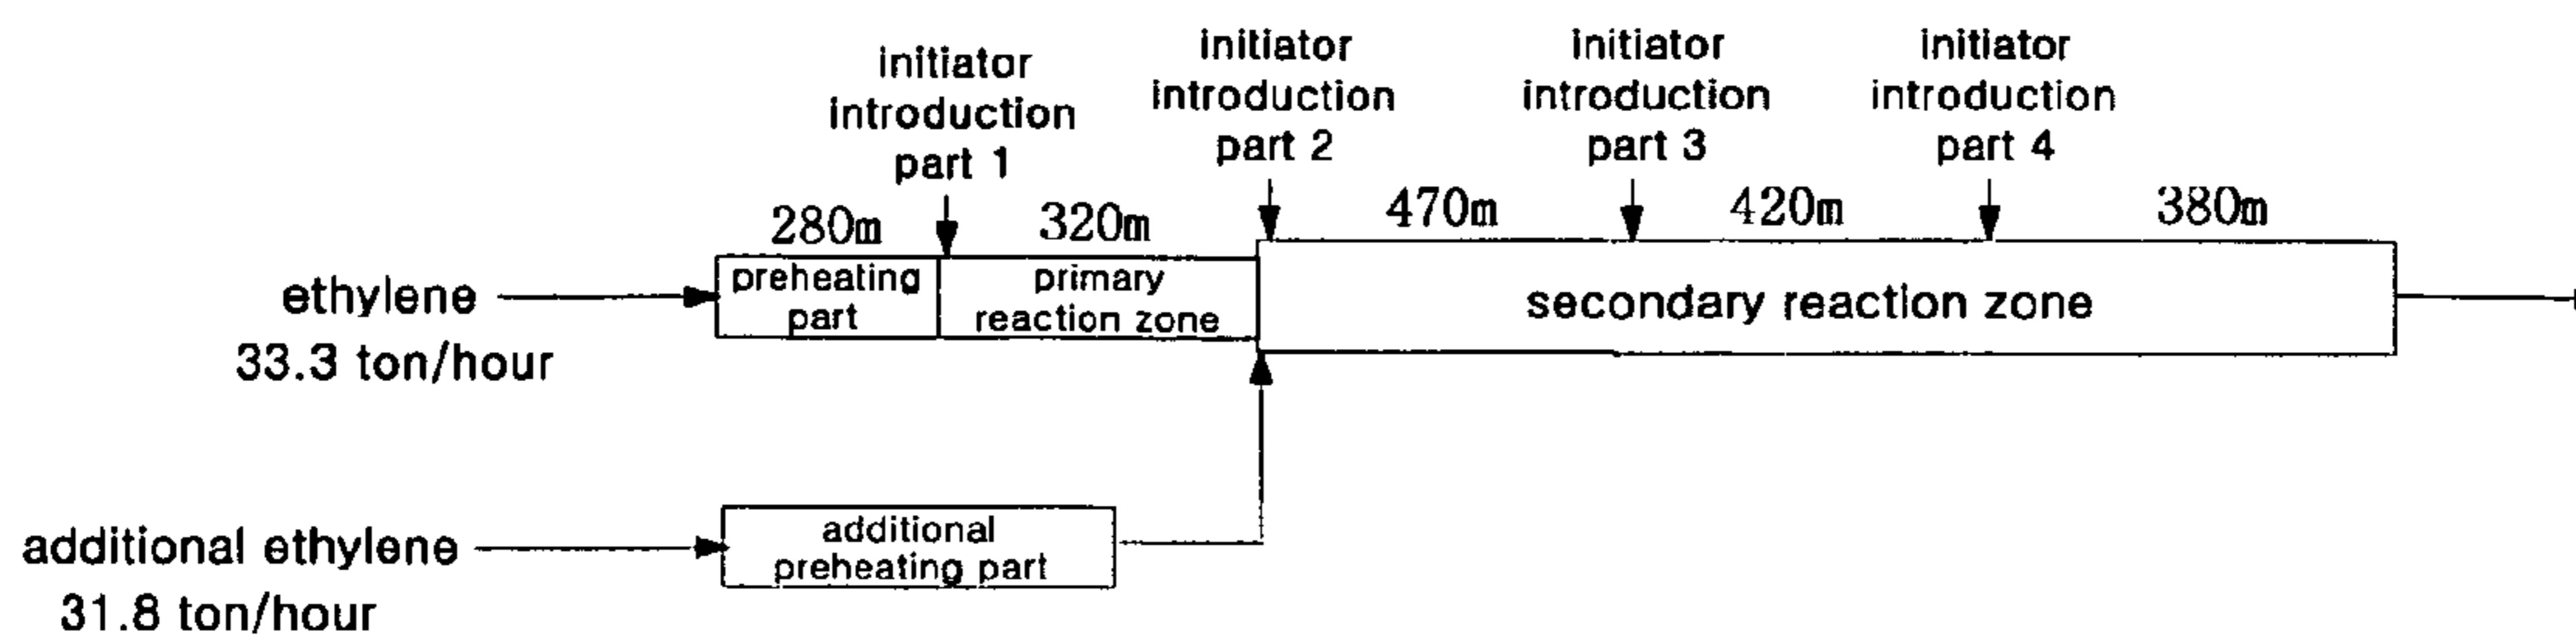 initiator
introduction
part 1
initiator
introduction
part 2
initiator
introduction
part 3
initiator
introduction
part 4
280m
320m
470m
420m
380m
ethylene
33.3 ton/hour
preheating
part
primary
reaction zone
secondary reaction zone
additional ethylene
31.8 ton/hour
additional
preheating part